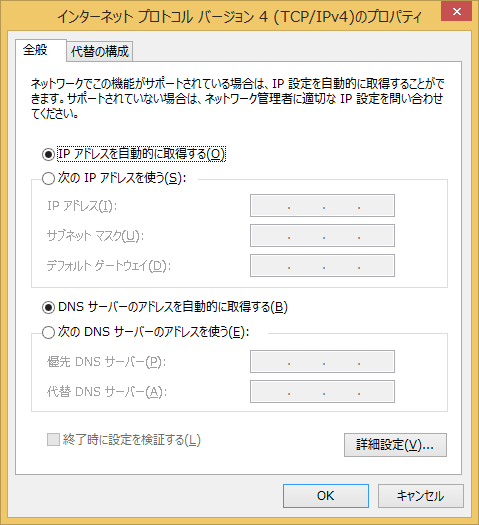 インターネット プロトコル バージョン 4 (TCP/IPv4)のプロパティ
全般
代替の構成
ネットワークでこの機能がサポートされている場合は、IP 設定を自動的に取得することがで
きます。サポートされていない場合は、ネットワーク管理者に適切な IP 設定を問い合わせ
てください。
IP アドレスを自動的に取得する(O)
次の IP アドレスを使う(S):
IP アドレス(I):
サブネット マスク(U):
デフォルト ゲートウェイ(D):
DNS サーバーのアドレスを自動的に取得する(B)
次の DNS サーバーのアドレスを使う(E):
優先 DNS サーバー(P):
代替 DNS サーバー(A):
終了時に設定を検証する(L)
詳細設定(V)...
OK
キャンセル